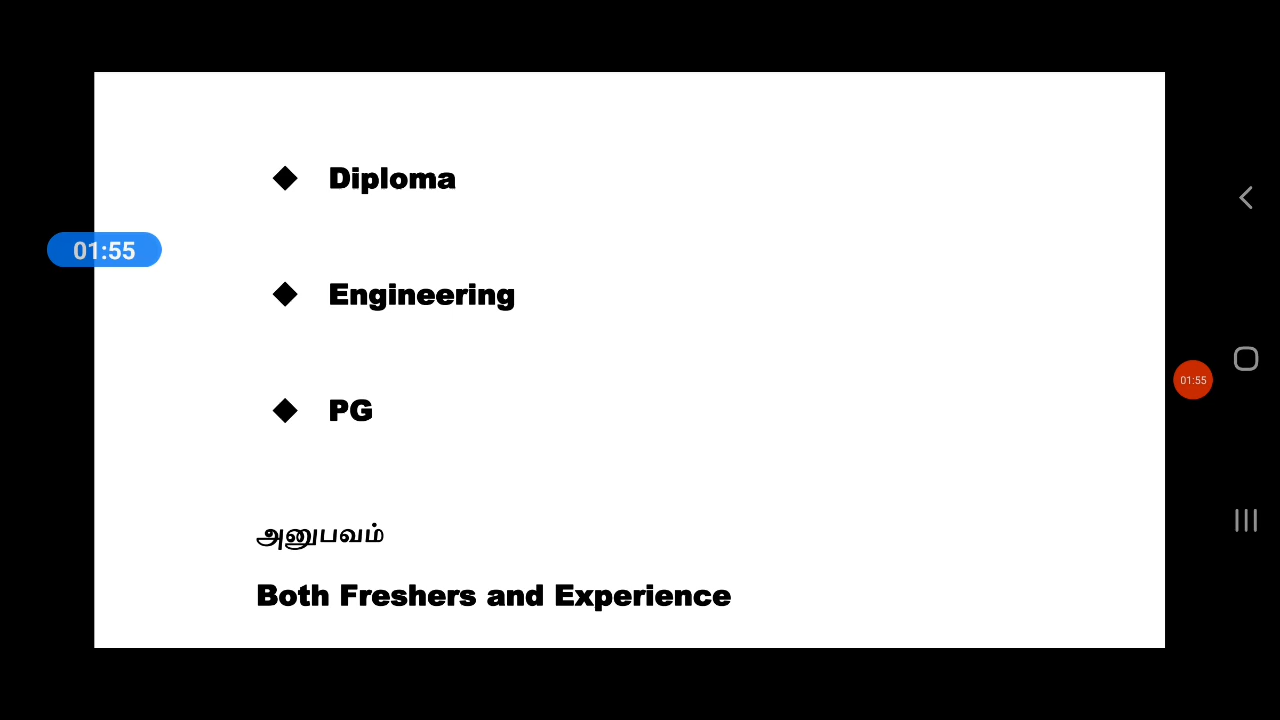 ◆ Diploma
01:55
◆ Engineering
01:55
◆ PG
அனுபவம்
Both Freshers and Experience